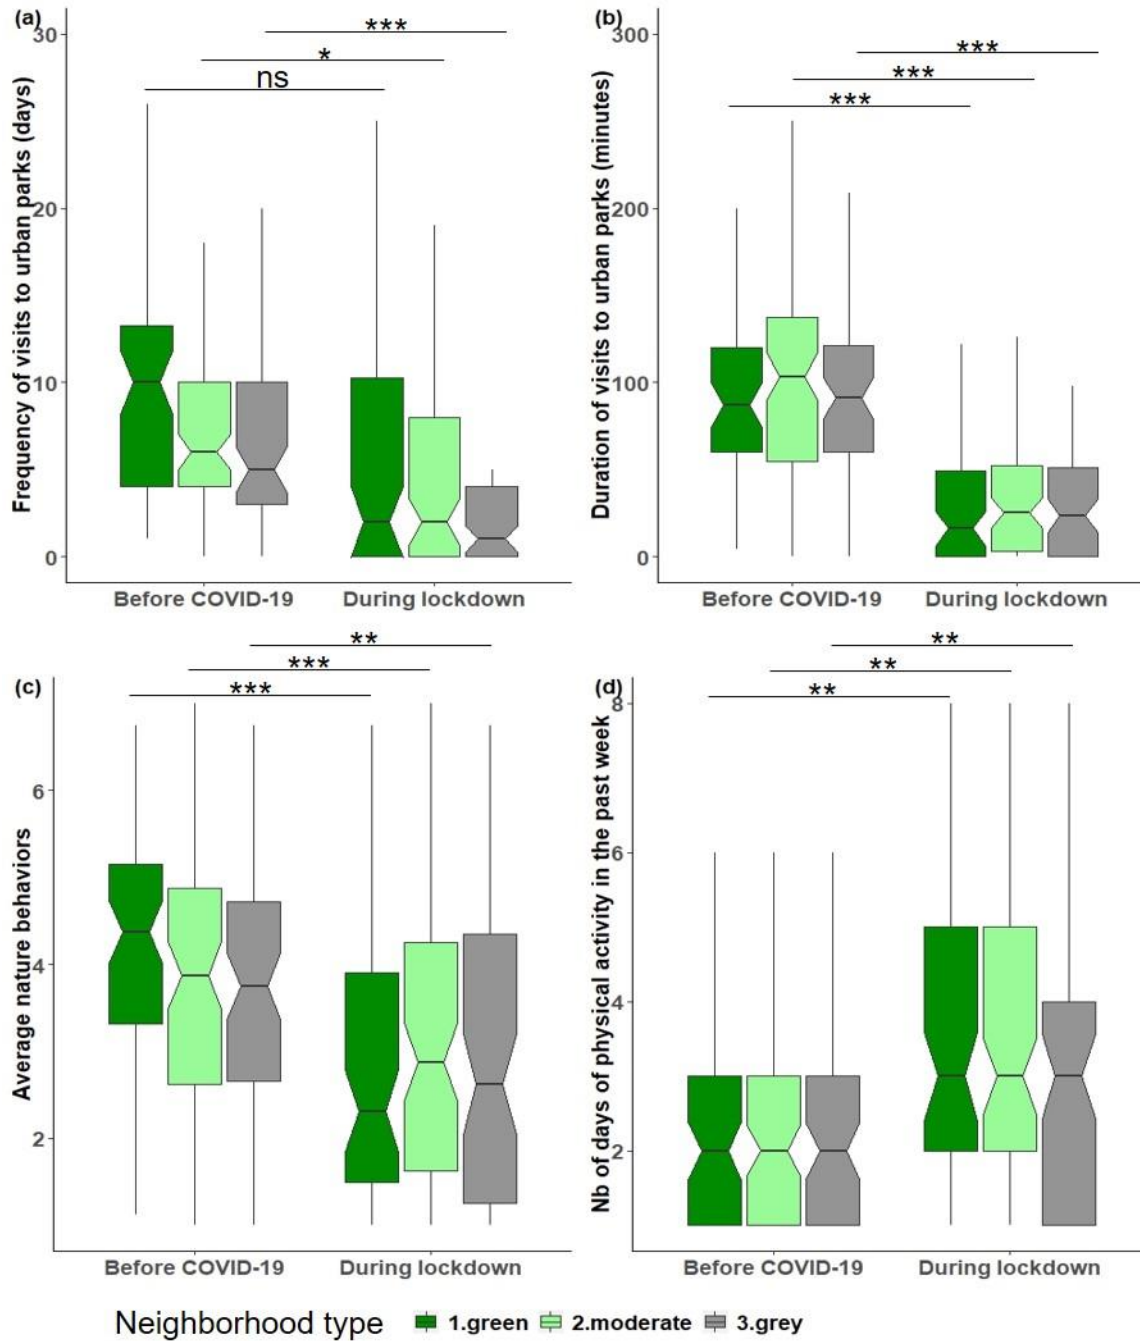 (a)
Frequency of visits to urban parks (days)
30
20
10
0
***
*
ns
Before COVID-19 During lockdown
(b)
Duration of visits to urban parks (minutes)
300
200
100
0
***
***
***
Before COVID-19 During lockdown
(c)
Average nature behaviors
6
4
2
**
***
***
Before COVID-19 During lockdown
(d)
Nb of days of physical activity in the past week
8
6
4
2
**
**
**
Before COVID-19 During lockdown
Neighborhood type 1.green 2.moderate 3.grey